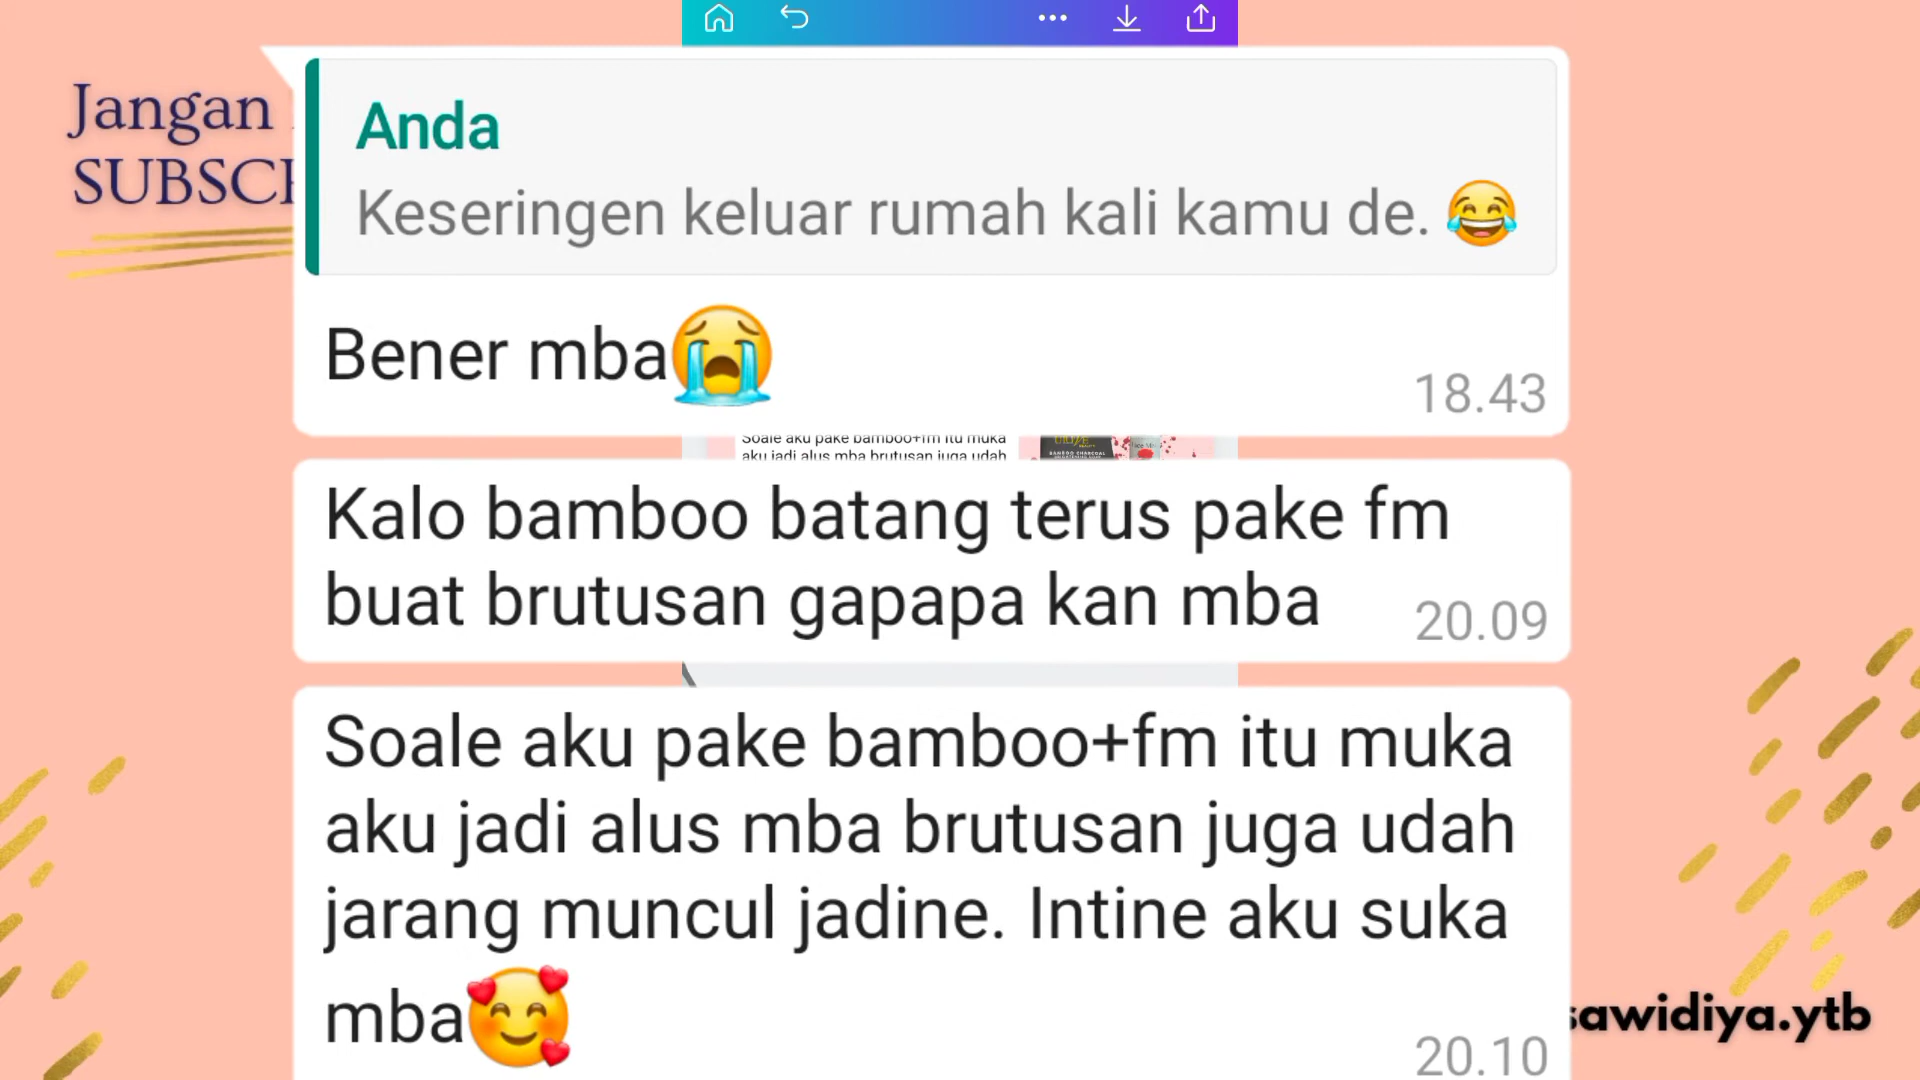 Jangan
SUBSC
Anda
Keseringen keluar rumah kali kamu de. 😂
Bener mba😭
18.43
Soale aku pake bamboo+fm itu muka
aku jadi alus mba brutusan juga udah
BAMBOO CHARCOAL
Kalo bamboo batang terus pake fm
buat brutusan gapapa kan mba
20.09
Soale aku pake bamboo+fm itu muka
aku jadi alus mba brutusan juga udah
jarang muncul jadine. Intine aku suka
mba🥰
20.10
sawidiya.ytb